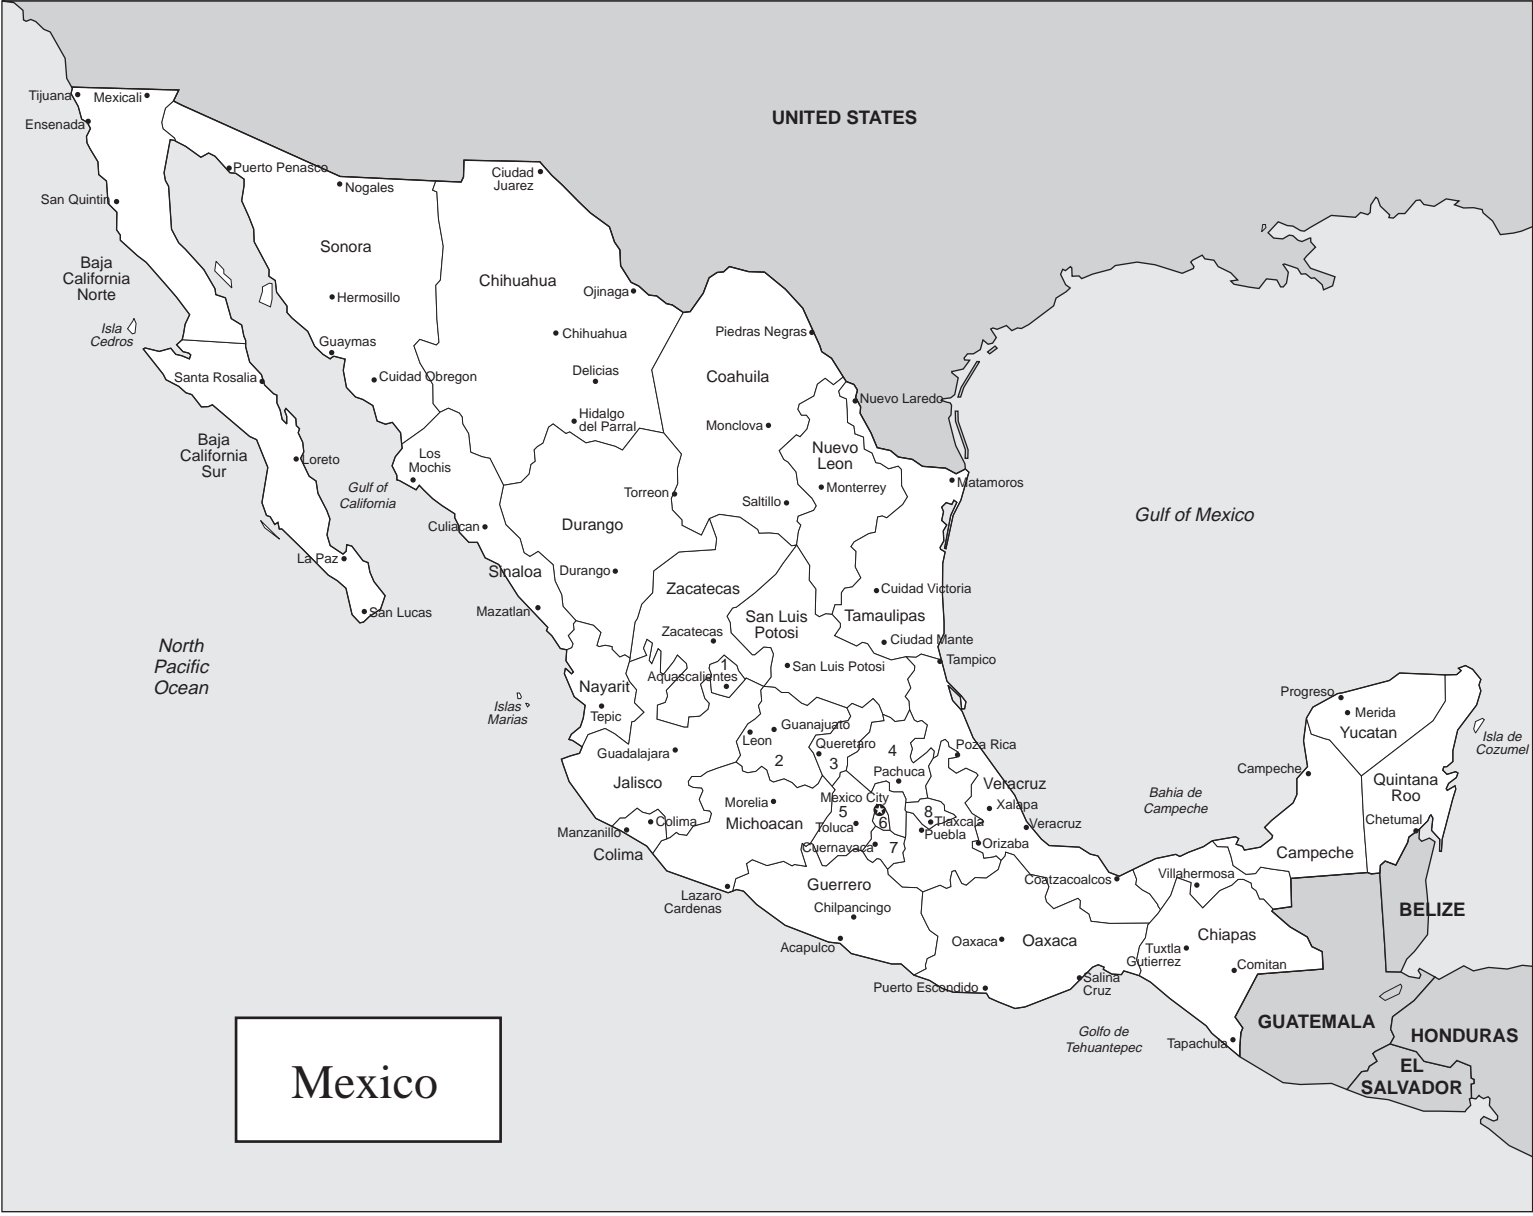 UNITED STATES
Tijuana
Mexicali
Ensenada
Puerto Penasco
Nogales
Ciudad
Juarez
San Quintin
Sonora
Baja
California
Norte
Chihuahua
Hermosillo
Ojinaga
Isla
Cedros
Guaymas
Chihuahua
Piedras Negras
Santa Rosalia
Cuidad Obregon
Delicias
Coahuila
Nuevo Laredo
Hidalgo
del Parral
Monclova
Baja
California
Sur
Loreto
Los
Mochis
Nuevo
Leon
Gulf of
California
Torreon
Saltillo
Monterrey
Matamoros
Gulf of Mexico
Culiacan
Durango
La Paz
Sinaloa
Durango
Zacatecas
Cuidad Victoria
San Lucas
Mazatlan
San Luis
Potosi
Tamaulipas
North
Pacific
Ocean
Zacatecas
Ciudad Mante
Tampico
1
Aquascalientes
San Luis Potosi
Nayarit
Tepic
Islas
Marias
Progreso
Merida
Yucatan
Isla de
Cozumel
Guanajuato
Leon
Queretaro
Guadalajara
2
3
4
Poza Rica
Pachuca
Campeche
Jalisco
Veracruz
Quintana
Roo
Bahia de
Campeche
Morelia
Mexico City
Xalapa
Michoacan
5
6
8
Toluca
Tlaxcala
Puebla
Veracruz
Chetumal
Colima
Manzanillo
Colima
Cuernavaca
7
Orizaba
Campeche
Guerrero
Coatzacoalcos
Villahermosa
Lazaro
Cardenas
Chilpancingo
BELIZE
Acapulco
Oaxaca
Oaxaca
Chiapas
Tuxtla
Gutierrez
Comitan
Puerto Escondido
Salina
Cruz
GUATEMALA
HONDURAS
Golfo de
Tehuantepec
Tapachula
EL
SALVADOR
Mexico